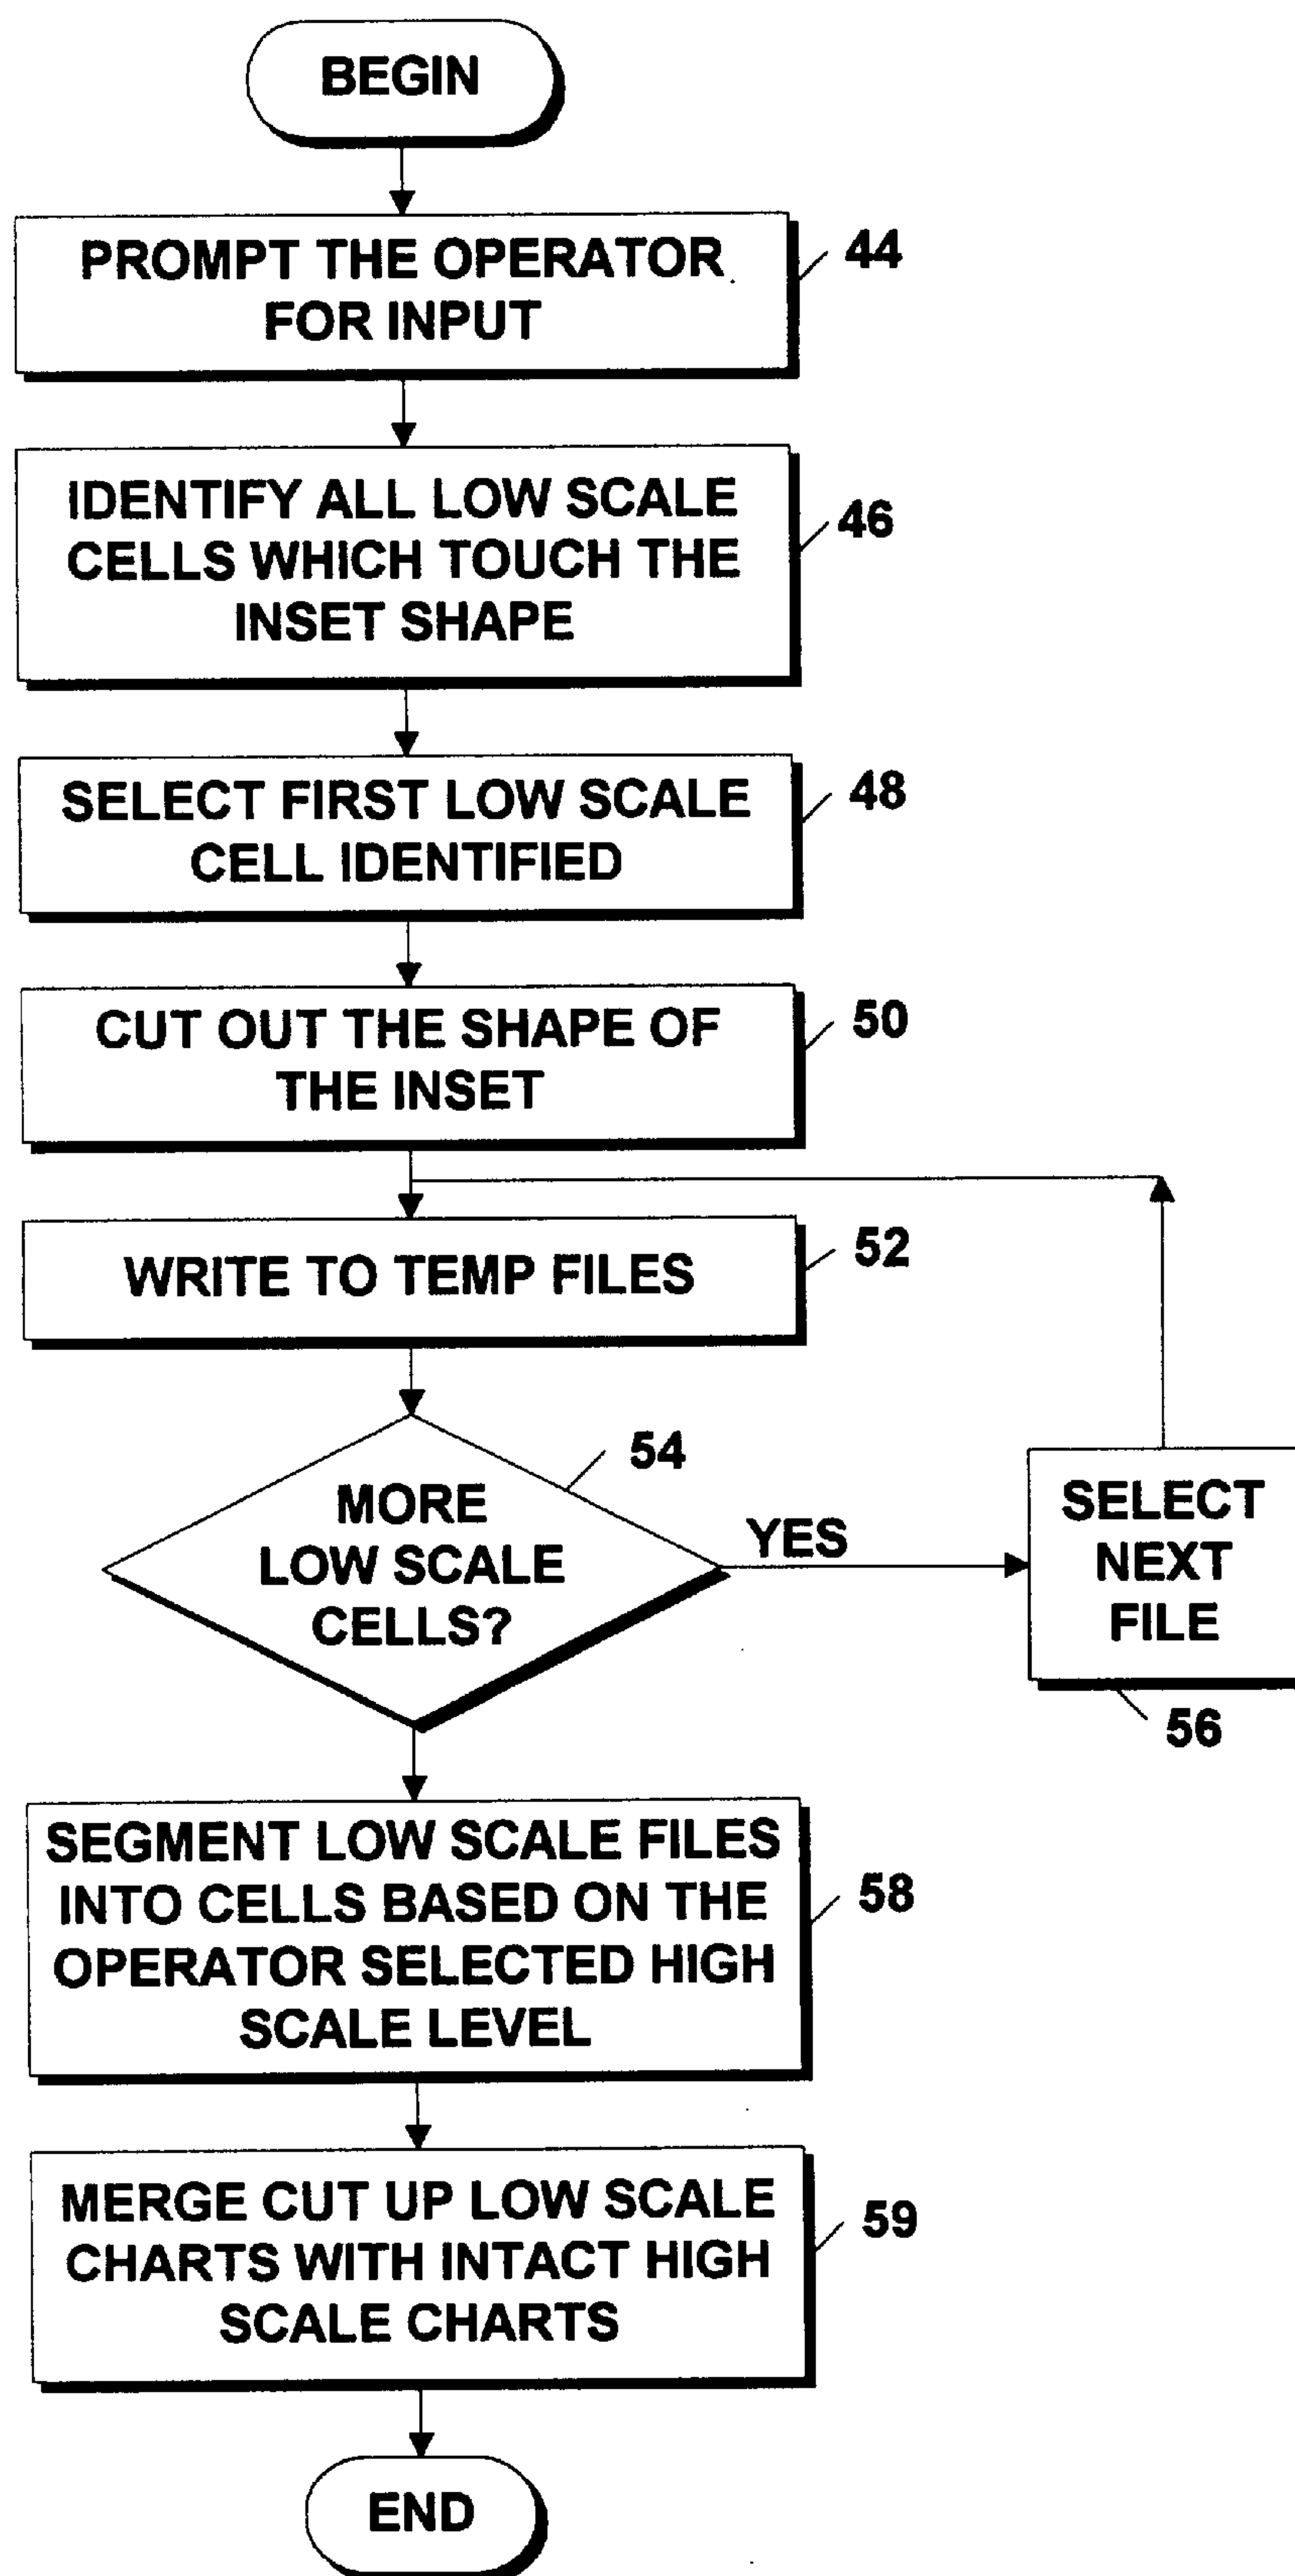 BEGIN
PROMPT THE OPERATOR
FOR INPUT
44
IDENTIFY ALL LOW SCALE
CELLS WHICH TOUCH THE
INSET SHAPE
46
SELECT FIRST LOW SCALE
CELL IDENTIFIED
48
CUT OUT THE SHAPE OF
THE INSET
50
WRITE TO TEMP FILES
52
MORE
LOW SCALE
CELLS?
54
YES
SELECT
NEXT
FILE
56
SEGMENT LOW SCALE FILES
INTO CELLS BASED ON THE
OPERATOR SELECTED HIGH
SCALE LEVEL
58
MERGE CUT UP LOW SCALE
CHARTS WITH INTACT HIGH
SCALE CHARTS
59
END